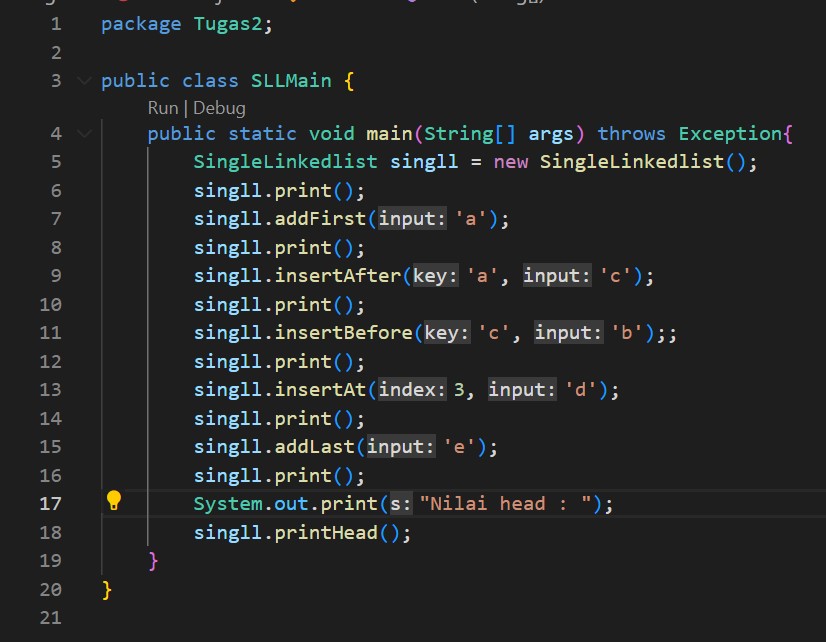 1 package Tugas2;
2
3 public class SLLMain {
Run | Debug
4 public static void main(String[] args) throws Exception{
5 SingleLinkedlist singll = new SingleLinkedlist();
6 singll.print();
7 singll.addFirst(input: 'a');
8 singll.print();
9 singll.insertAfter(key: 'a', input: 'c');
10 singll.print();
11 singll.insertBefore(key: 'c', input: 'b');;
12 singll.print();
13 singll.insertAt(index: 3, input: 'd');
14 singll.print();
15 singll.addLast(input: 'e');
16 singll.print();
17 System.out.print(s: "Nilai head : ");
18 singll.printHead();
19 }
20 }
21